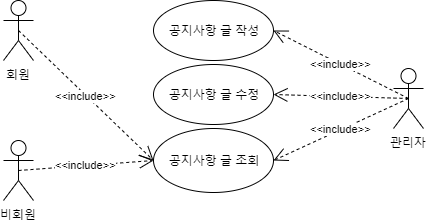 공지사항 글 작성
<<include>>
회원
공지사항 글 수정
<<include>>
<<include>>
<<include>>
관리자
공지사항 글 조회
<<include>>
비회원